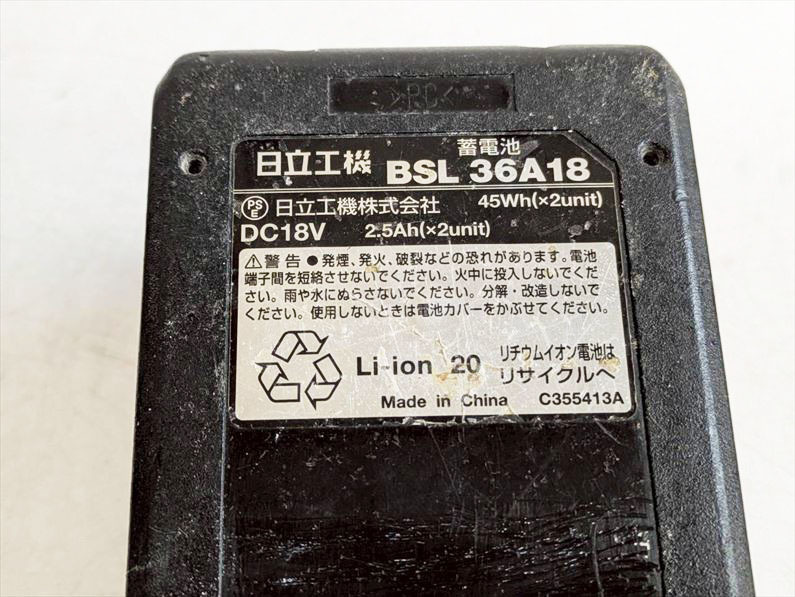 >PC<
蓄電池
日立工機 BSL 36A18
PSE 日立工機株式会社 45Wh(×2unit)
DC18V 2.5Ah(×2unit)
⚠警告 ●発煙、発火、破裂などの恐れがあります。電池
端子間を短絡させないでください。火中に投入しないでくだ
さい。雨や水にぬらさないでください。分解・改造しないで
ください。使用しないときは電池カバーをかぶせてください。
Li-ion 20 リチウムイオン電池は
リサイクルへ
Made in China C355413A